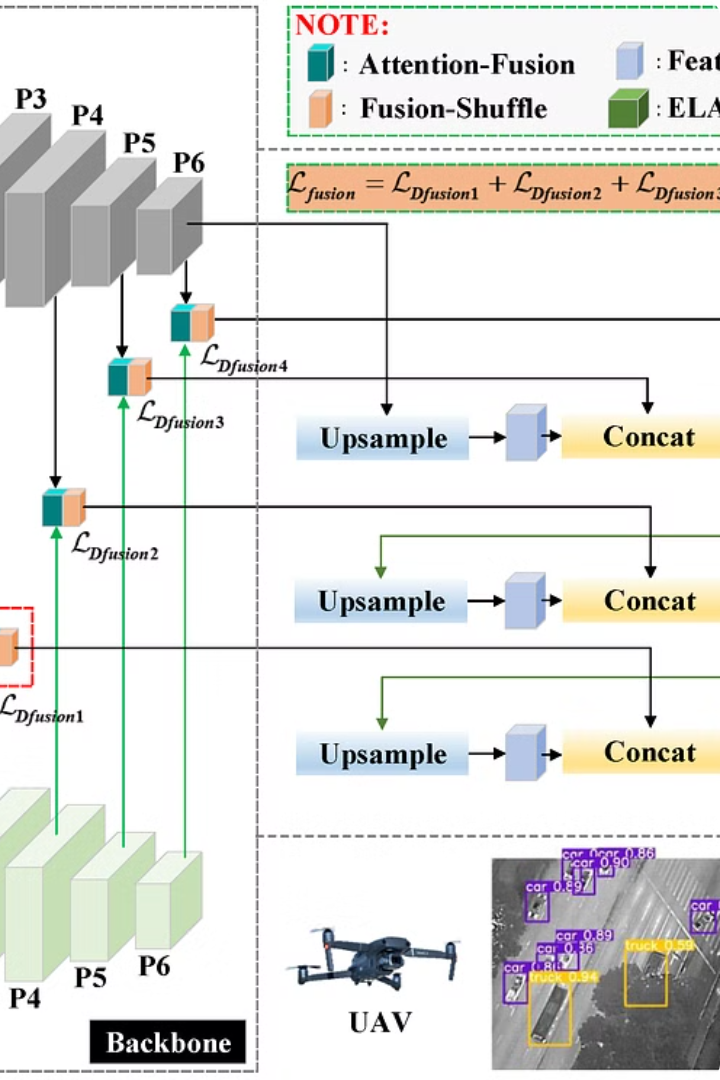 NOTE:
: Attention-Fusion
: Feat
: Fusion-Shuffle
: ELA
P3
P4
P5
P6
ℒfusion = ℒDfusion1 + ℒDfusion2 + ℒDfusion3
ℒDfusion4
ℒDfusion3
Upsample
Concat
ℒDfusion2
Upsample
Concat
ℒDfusion1
Upsample
Concat
car 0.86
car 0.90
car 0.89
car
car 0.89
truck 0.59
car
truck 0.94
P4
P5
P6
UAV
Backbone